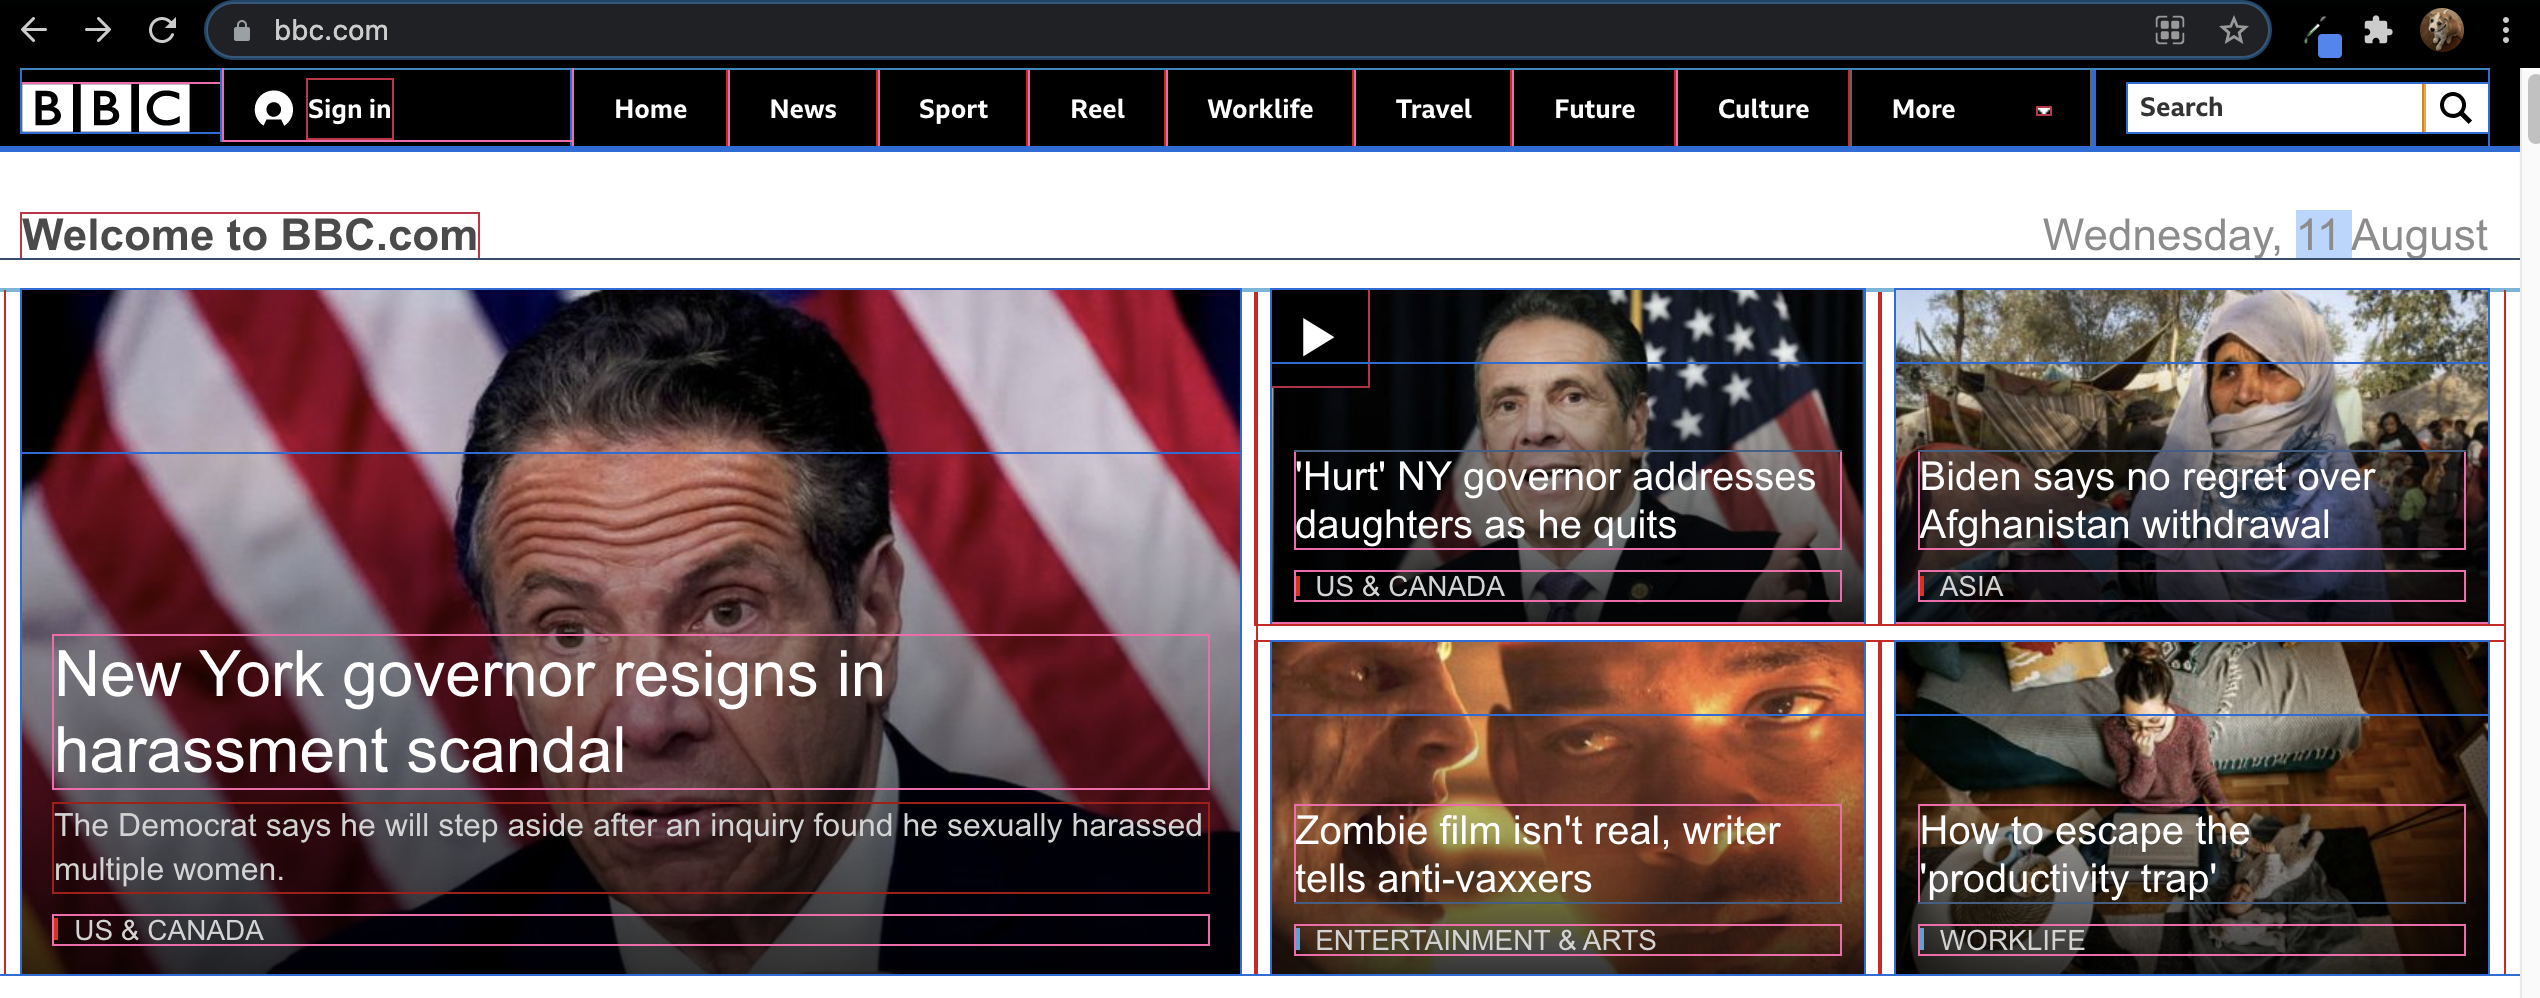 bbc.com
BBC
Sign in
Home
News
Sport
Reel
Worklife
Travel
Future
Culture
More
Search
Welcome to BBC.com
Wednesday, 11 August
New York governor resigns in
harassment scandal
The Democrat says he will step aside after an inquiry found he sexually harassed
multiple women.
US & CANADA
'Hurt' NY governor addresses
daughters as he quits
US & CANADA
Biden says no regret over
Afghanistan withdrawal
ASIA
Zombie film isn't real, writer
tells anti-vaxxers
ENTERTAINMENT & ARTS
How to escape the
'productivity trap'
WORKLIFE